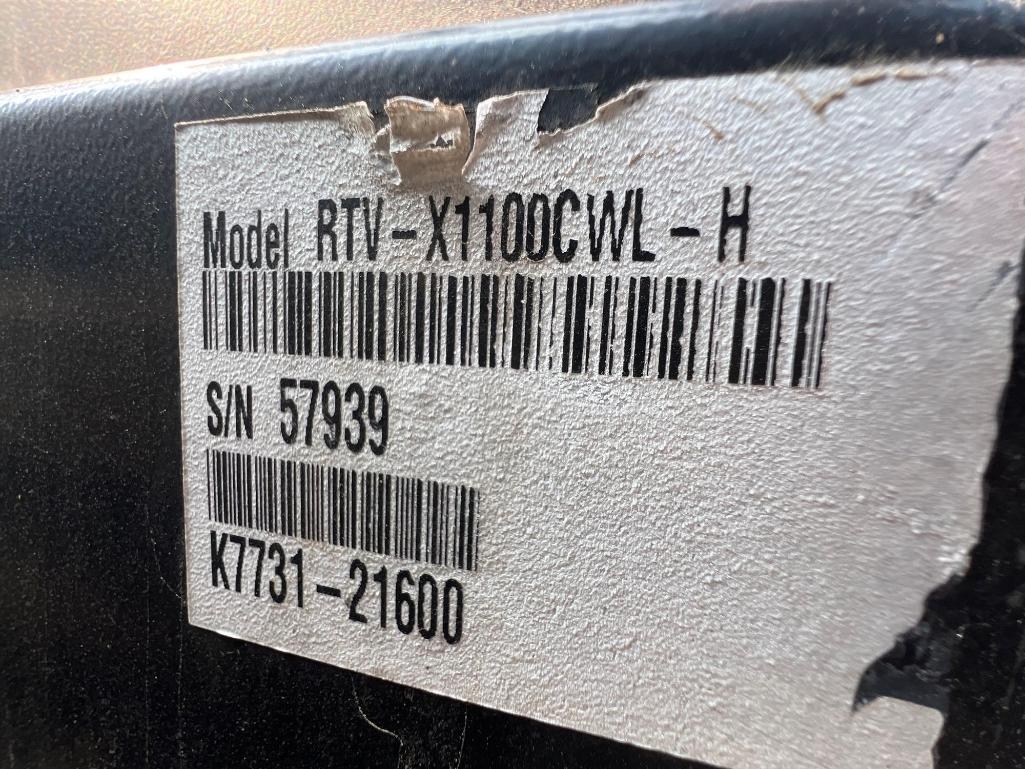 Model RTV-X1100CWL-H
S/N 57939
K7731-21600